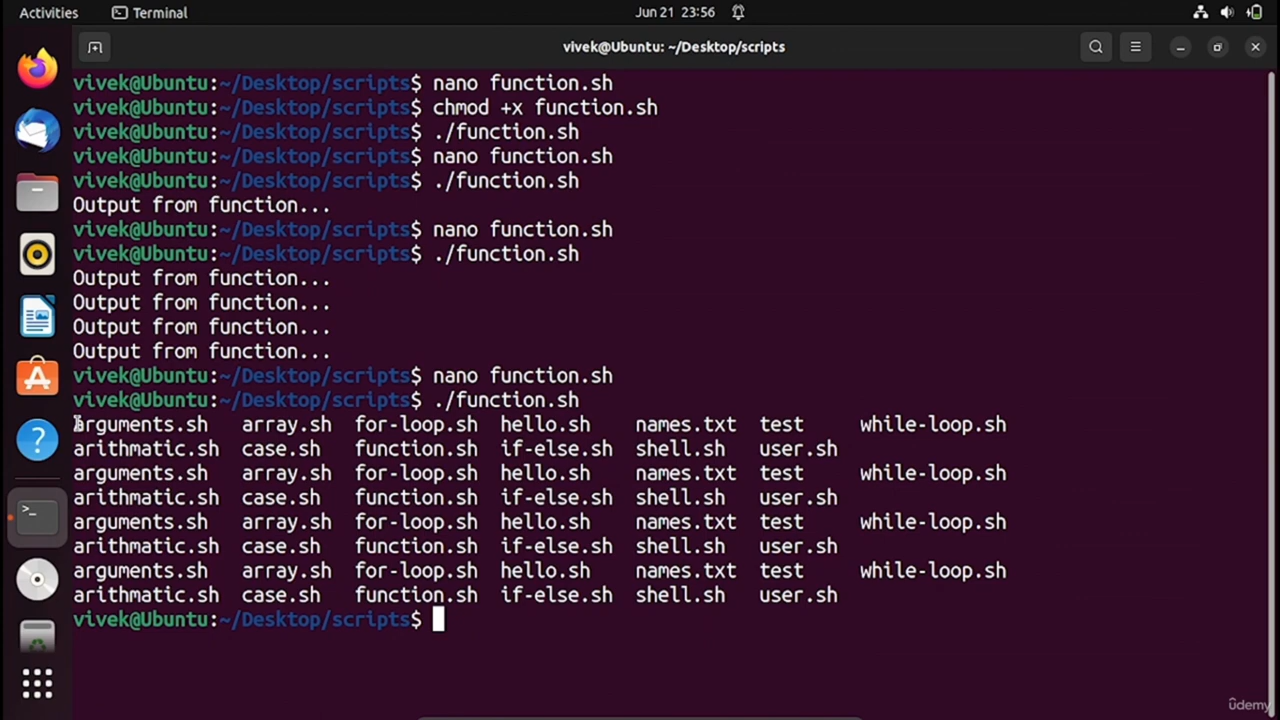 Activities Terminal Jun 21 23:56
vivek@Ubuntu: ~/Desktop/scripts
vivek@Ubuntu:~/Desktop/scripts$ nano function.sh
vivek@Ubuntu:~/Desktop/scripts$ chmod +x function.sh
vivek@Ubuntu:~/Desktop/scripts$ ./function.sh
vivek@Ubuntu:~/Desktop/scripts$ nano function.sh
vivek@Ubuntu:~/Desktop/scripts$ ./function.sh
Output from function...
vivek@Ubuntu:~/Desktop/scripts$ nano function.sh
vivek@Ubuntu:~/Desktop/scripts$ ./function.sh
Output from function...
Output from function...
Output from function...
Output from function...
vivek@Ubuntu:~/Desktop/scripts$ nano function.sh
vivek@Ubuntu:~/Desktop/scripts$ ./function.sh
arguments.sh array.sh for-loop.sh hello.sh names.txt test while-loop.sh
arithmatic.sh case.sh function.sh if-else.sh shell.sh user.sh
arguments.sh array.sh for-loop.sh hello.sh names.txt test while-loop.sh
arithmatic.sh case.sh function.sh if-else.sh shell.sh user.sh
arguments.sh array.sh for-loop.sh hello.sh names.txt test while-loop.sh
arithmatic.sh case.sh function.sh if-else.sh shell.sh user.sh
arguments.sh array.sh for-loop.sh hello.sh names.txt test while-loop.sh
arithmatic.sh case.sh function.sh if-else.sh shell.sh user.sh
vivek@Ubuntu:~/Desktop/scripts$
ûdemy